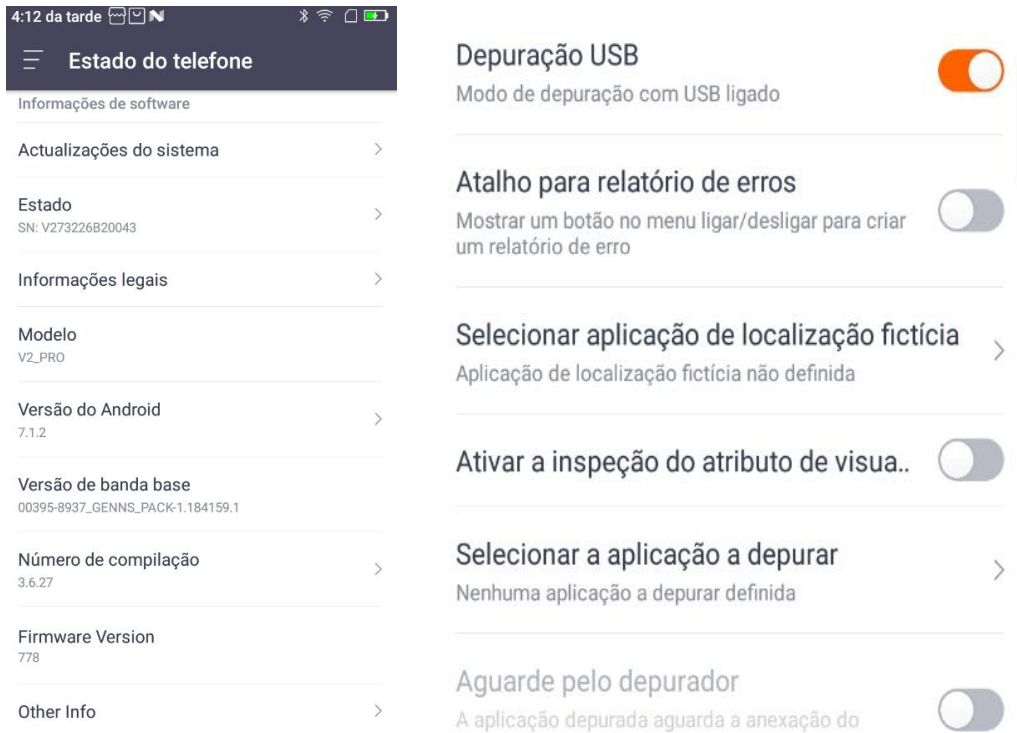 4:12 da tarde
Estado do telefone
Informações de software
Actualizações do sistema
Estado
SN: V273226B20043
Informações legais
Modelo
V2_PRO
Versão do Android
7.1.2
Versão de banda base
00395-8937_GENNS_PACK-1.184159.1
Número de compilação
3.6.27
Firmware Version
778
Other Info
Depuração USB
Modo de depuração com USB ligado
Atalho para relatório de erros
Mostrar um botão no menu ligar/desligar para criar
um relatório de erro
Selecionar aplicação de localização fictícia
Aplicação de localização fictícia não definida
Ativar a inspeção do atributo de visua..
Selecionar a aplicação a depurar
Nenhuma aplicação a depurar definida
Aguarde pelo depurador
A aplicação depurada aguarda a anexação do